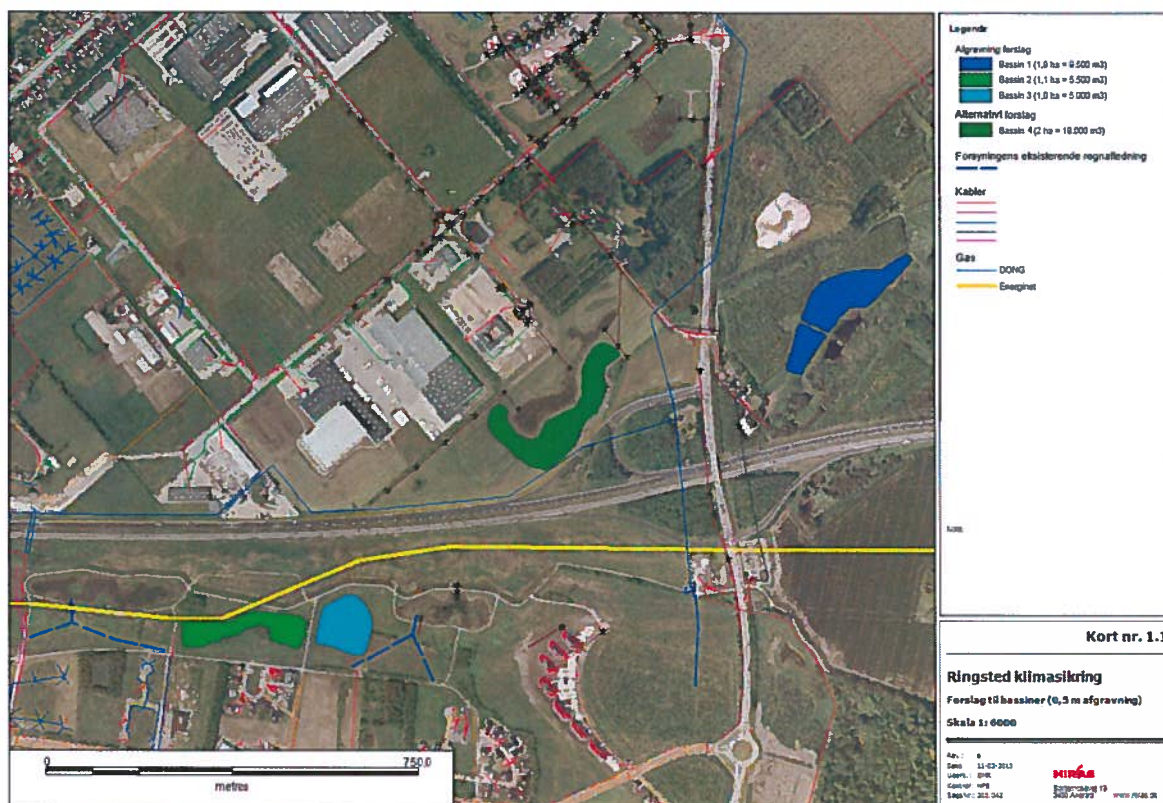 DONG
0
750,0
metres
Legende
Afgravning forslag
Bassin 1 (1,9 ha = 9.500 m3)
Bassin 2 (1,1 ha = 5.500 m3)
Bassin 3 (1,0 ha = 5.000 m3)
Alternativt forslag
Bassin 4 (2 ha = 18.000 m3)
Forsyningens eksisterende regnafledning
Kabler
Gas
DONG
Energinet
Kort nr. 1.1
Ringsted klimasikring
Forslag til bassiner (0,5 m afgravning)
Skala 1: 6000